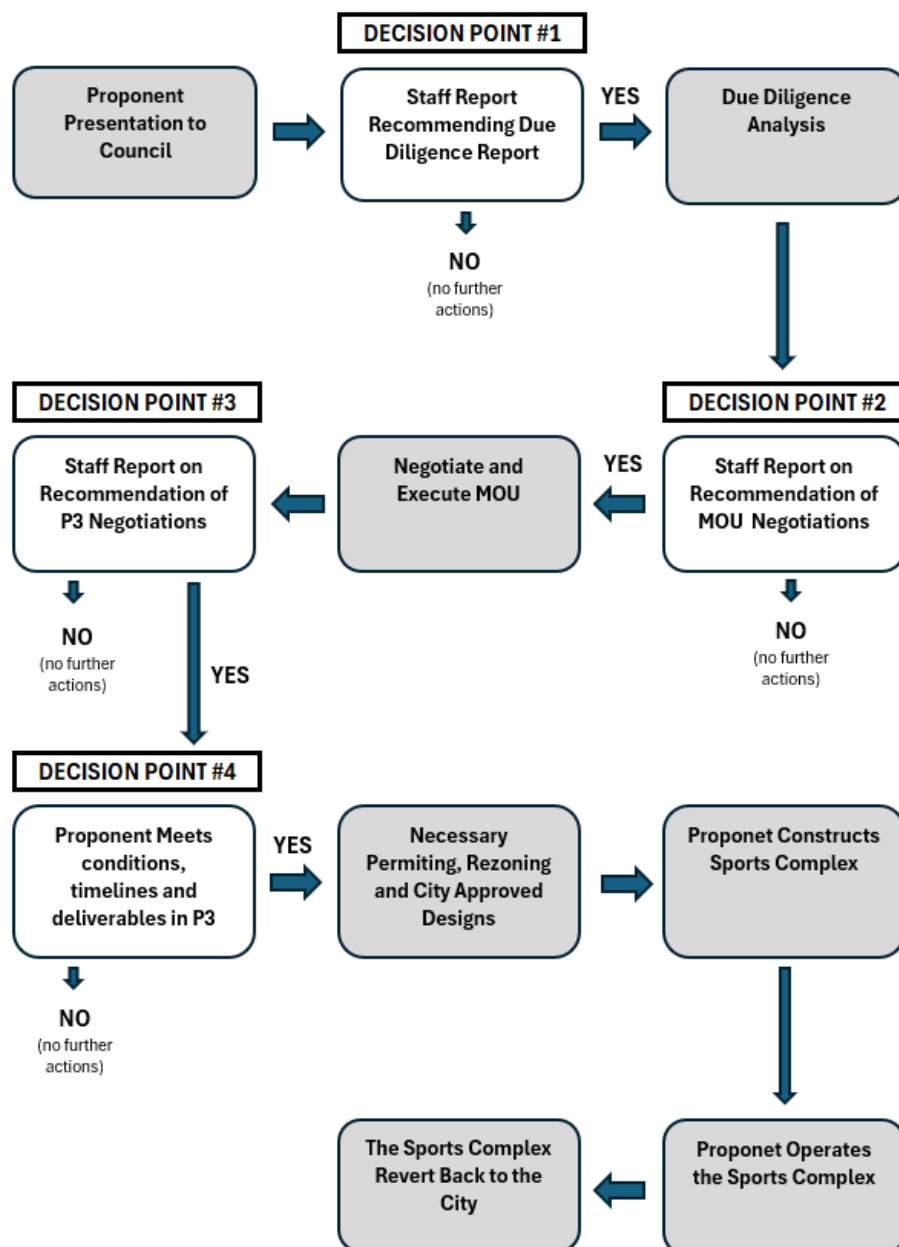 DECISION POINT #1
Proponent
Presentation to
Council
Staff Report
Recommending Due
Diligence Report
YES
Due Diligence
Analysis
NO
(no further
actions)
DECISION POINT #3
DECISION POINT #2
Staff Report on
Recommendation of
P3 Negotiations
Negotiate and
Execute MOU
YES
Staff Report on
Recommendation of
MOU Negotiations
NO
(no further
actions)
YES
NO
(no further
actions)
DECISION POINT #4
Proponent Meets
conditions,
timelines and
deliverables in P3
YES
Necessary
Permiting, Rezoning
and City Approved
Designs
Proponet Constructs
Sports Complex
NO
(no further
actions)
The Sports Complex
Revert Back to the
City
Proponet Operates
the Sports Complex